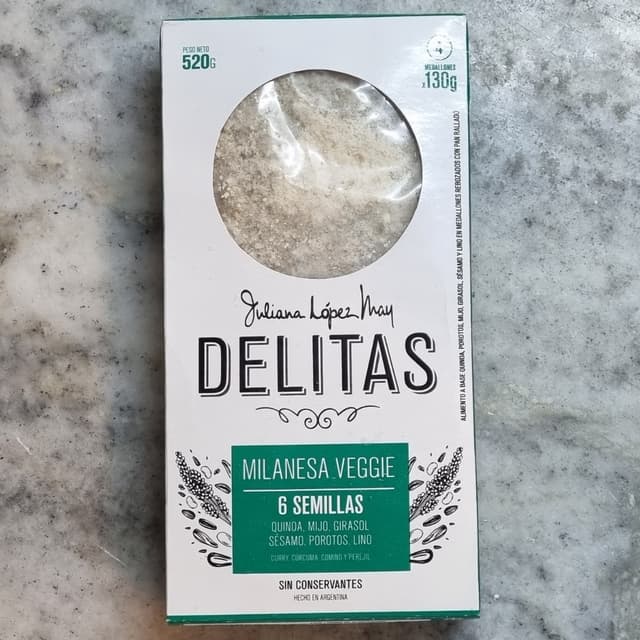 PESO NETO
520G
4
MEDALLONES
x130g
Juliana López May
DELITAS
MILANESA VEGGIE
6 SEMILLAS
QUINOA, MIJO, GIRASOL
SÉSAMO, POROTOS, LINO
CURRY, CÚRCUMA, COMINO Y PEREJIL
SIN CONSERVANTES
HECHO EN ARGENTINA
ALIMENTO A BASE QUINOA, POROTOS, MIJO, GIRASOL, SÉSAMO Y LINO EN MEDALLONES REBOZADOS CON PAN RALLADO